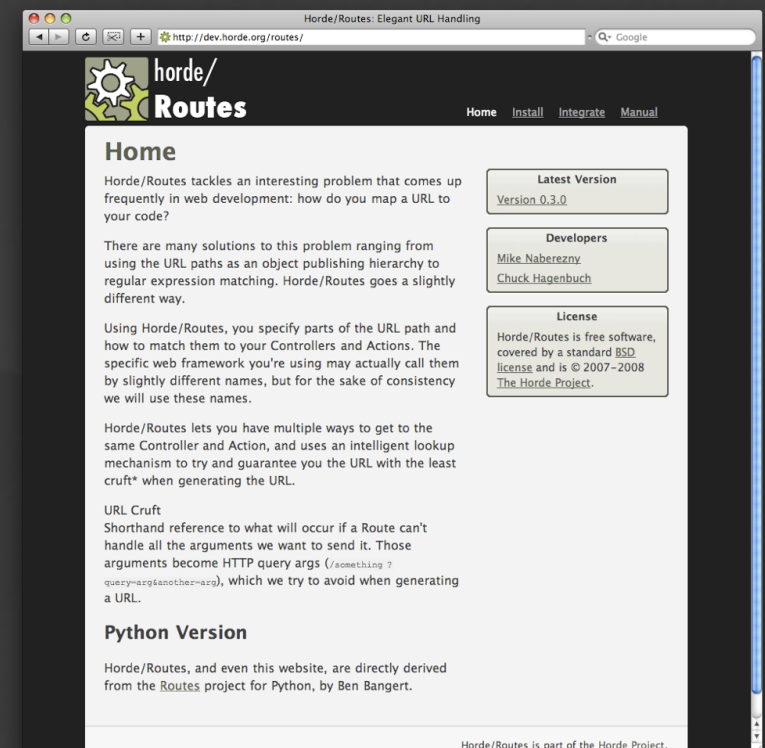 Horde/Routes: Elegant URL Handling
http://dev.horde.org/routes/
Google
horde/
Routes
Home Install Integrate Manual
Home
Horde/Routes tackles an interesting problem that comes up
frequently in web development: how do you map a URL to
your code?
There are many solutions to this problem ranging from
using the URL paths as an object publishing hierarchy to
regular expression matching. Horde/Routes goes a slightly
different way.
Using Horde/Routes, you specify parts of the URL path and
how to match them to your Controllers and Actions. The
specific web framework you're using may actually call them
by slightly different names, but for the sake of consistency
we will use these names.
Horde/Routes lets you have multiple ways to get to the
same Controller and Action, and uses an intelligent lookup
mechanism to try and guarantee you the URL with the least
cruft* when generating the URL.
URL Cruft
Shorthand reference to what will occur if a Route can't
handle all the arguments we want to send it. Those
arguments become HTTP query args (/something ?
query=arg&another=arg), which we try to avoid when generating
a URL.
Python Version
Horde/Routes, and even this website, are directly derived
from the Routes project for Python, by Ben Bangert.
Latest Version
Version 0.3.0
Developers
Mike Naberezny
Chuck Hagenbuch
License
Horde/Routes is free software,
covered by a standard BSD
license and is © 2007-2008
The Horde Project.
Horde/Routes is part of the Horde Project.